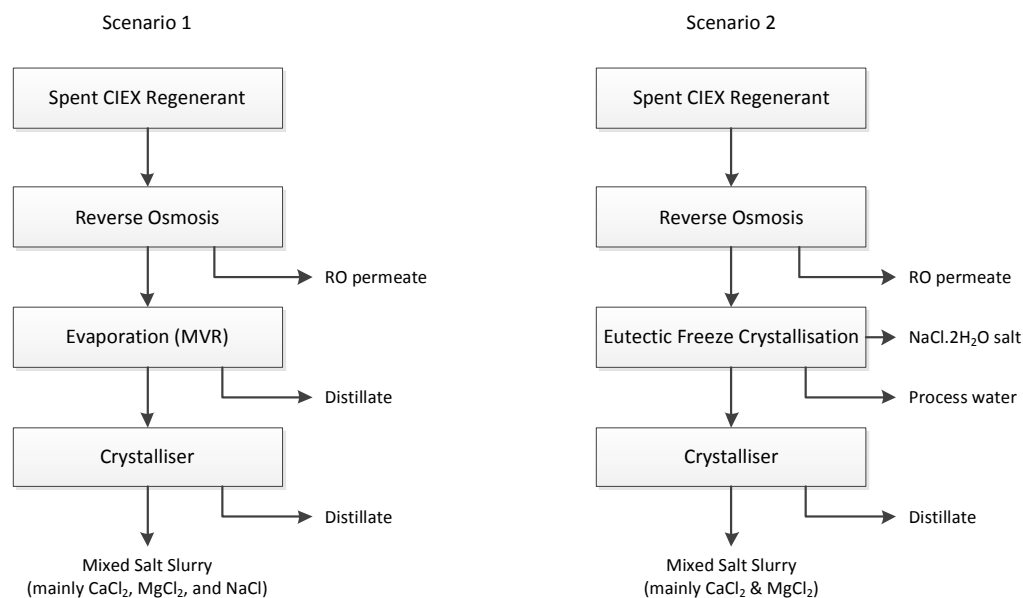 Scenario 1
Spent CIEX Regenerant
Reverse Osmosis
RO permeate
Evaporation (MVR)
Distillate
Crystalliser
Distillate
Mixed Salt Slurry
(mainly CaCl₂, MgCl₂, and NaCl)
Scenario 2
Spent CIEX Regenerant
Reverse Osmosis
RO permeate
Eutectic Freeze Crystallisation
NaCl.2H₂O salt
Process water
Crystalliser
Distillate
Mixed Salt Slurry
(mainly CaCl₂ & MgCl₂)